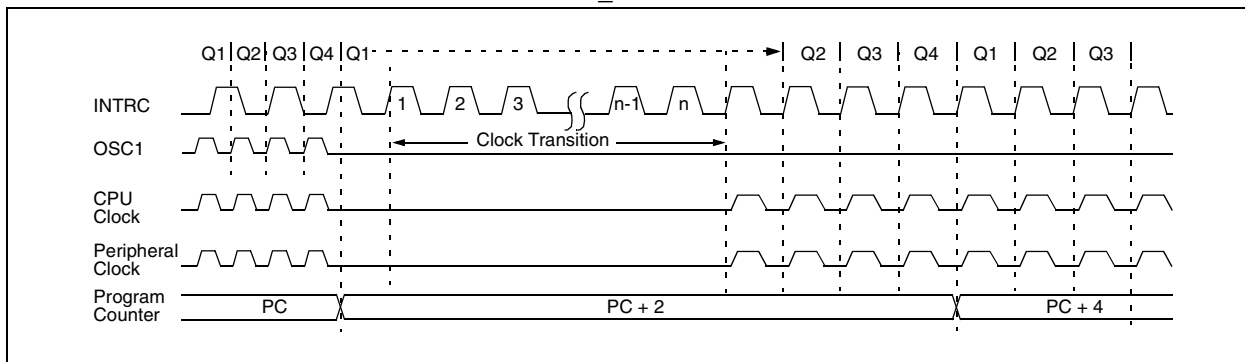 Q1 Q2 Q3 Q4 Q1 Q2 Q3 Q4 Q1 Q2 Q3
INTRC 1 2 3 n-1 n
Clock Transition
OSC1
CPU
Clock
Peripheral
Clock
Program
Counter
PC PC + 2 PC + 4